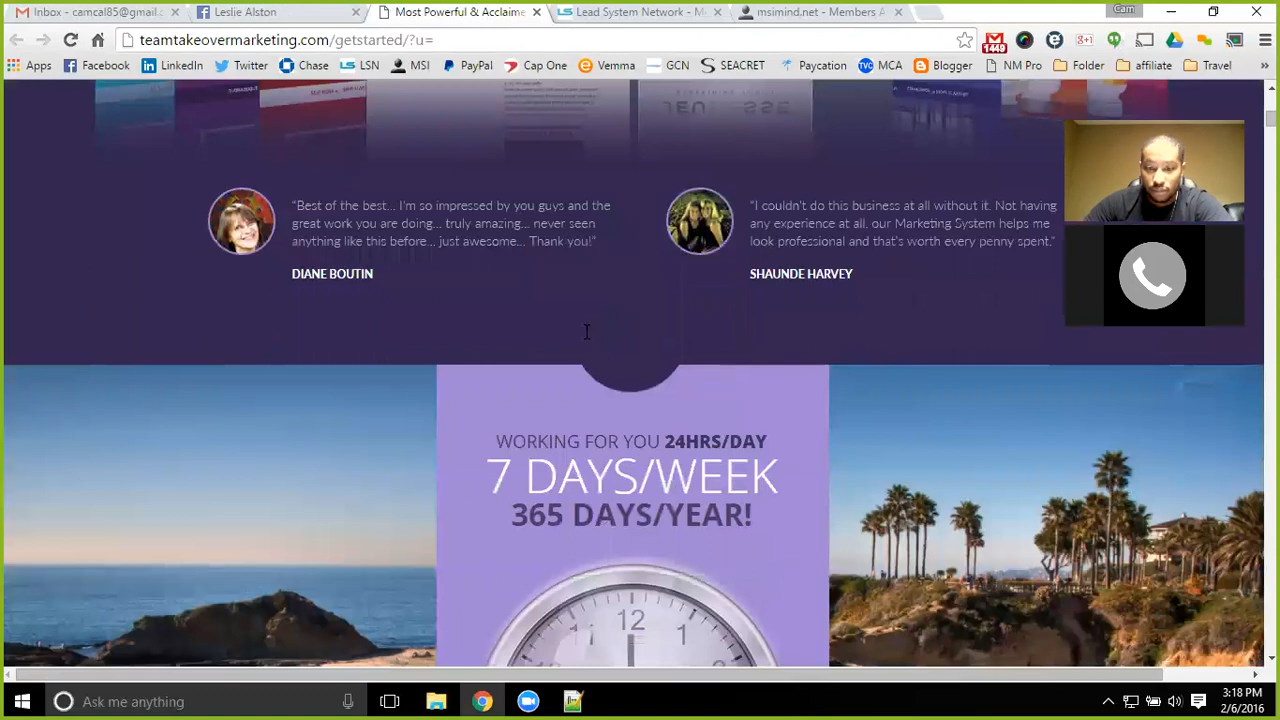 Inbox - camcal85@gmail.c
Leslie Alston
Most Powerful & Acclaime
Lead System Network - M
msimind.net - Members A
Cam
teamtakeovermarketing.com/getstarted/?u=
1449
Apps
Facebook
LinkedIn
Twitter
Chase
LSN
MSI
PayPal
Cap One
Vemma
GCN
SEACRET
Paycation
MCA
Blogger
NM Pro
Folder
affiliate
Travel
»
"Best of the best... I'm so impressed by you guys and the
great work you are doing... truly amazing... never seen
anything like this before... just awesome... Thank you!"
DIANE BOUTIN
"I couldn't do this business at all without it. Not having
any experience at all, our Marketing System helps me
look professional and that's worth every penny spent."
SHAUNDE HARVEY
WORKING FOR YOU 24HRS/DAY
7 DAYS/WEEK
365 DAYS/YEAR!
11 12 1
Ask me anything
3:18 PM
2/6/2016